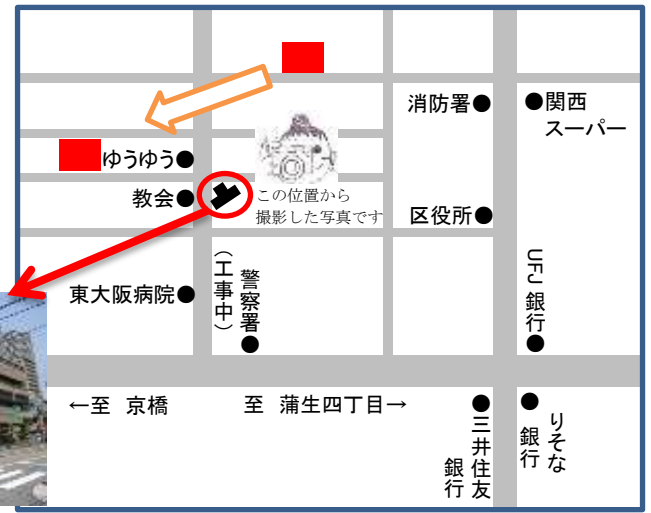 消防署●
●関西
スーパー
ゆうゆう●
教会●
この位置から
撮影した写真です
区役所●
東大阪病院●
警察署●
(工事中)
UFJ銀行●
←至 京橋
至 蒲生四丁目→
●三井住友
銀行
●
りそな
銀行